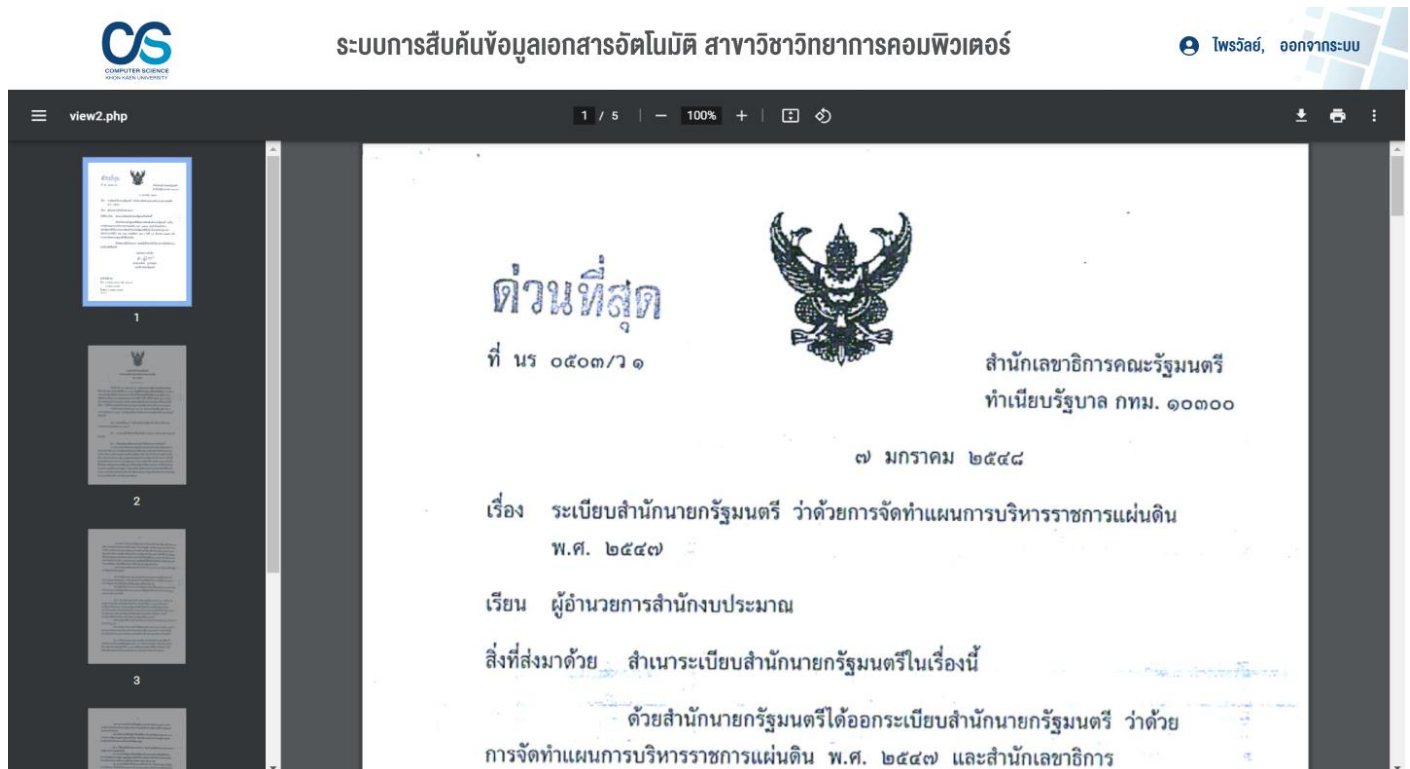 CS
COMPUTER SCIENCE
KHON KAEN UNIVERSITY
ระบบการสืบค้นข้อมูลเอกสารอัตโนมัติ สาขาวิชาวิทยาการคอมพิวเตอร์
ไพรวัลย์, ออกจากระบบ
view2.php
1 / 5
100%
1
2
3
ด่วนที่สุด
ที่ นร ๐๕๐๓/ว ๑
สำนักเลขาธิการคณะรัฐมนตรี
ทำเนียบรัฐบาล กทม. ๑๐๓๐๐
๗ มกราคม ๒๕๔๘
เรื่อง ระเบียบสำนักนายกรัฐมนตรี ว่าด้วยการจัดทำแผนการบริหารราชการแผ่นดิน
พ.ศ. ๒๕๔๗
เรียน ผู้อำนวยการสำนักงบประมาณ
สิ่งที่ส่งมาด้วย สำเนาระเบียบสำนักนายกรัฐมนตรีในเรื่องนี้
ด้วยสำนักนายกรัฐมนตรีได้ออกระเบียบสำนักนายกรัฐมนตรี ว่าด้วย
การจัดทำแผนการบริหารราชการแผ่นดิน พ.ศ. ๒๕๔๗ และสำนักเลขาธิการ